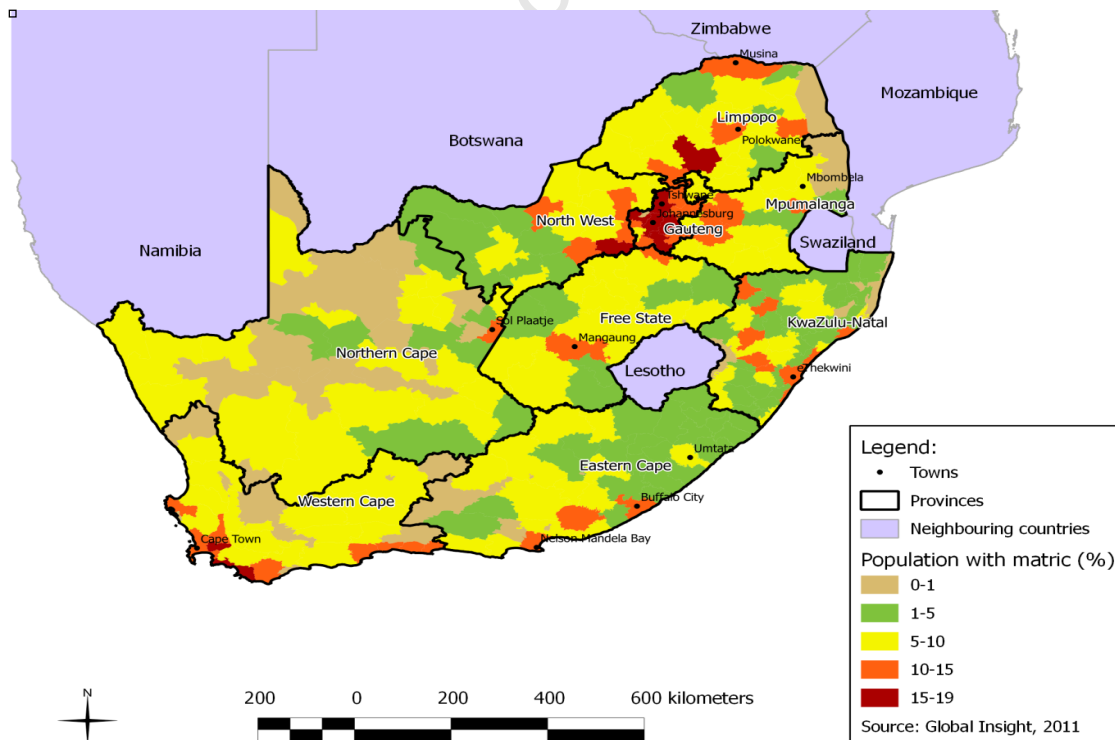 Zimbabwe
Musina
Mozambique
Limpopo
Polokwane
Botswana
Mbombela
Tshwane
Mpumalanga
Johannesburg
North West
Gauteng
Swaziland
Namibia
Free State
KwaZulu-Natal
Sol Plaatje
Mangaung
Northern Cape
Lesotho
eThekwini
Umtata
Eastern Cape
Western Cape
Buffalo City
Cape Town
Nelson Mandela Bay
Legend:
Towns
Provinces
Neighbouring countries
Population with matric (%)
0-1
1-5
5-10
10-15
15-19
Source: Global Insight, 2011
N
200 0 200 400 600 kilometers